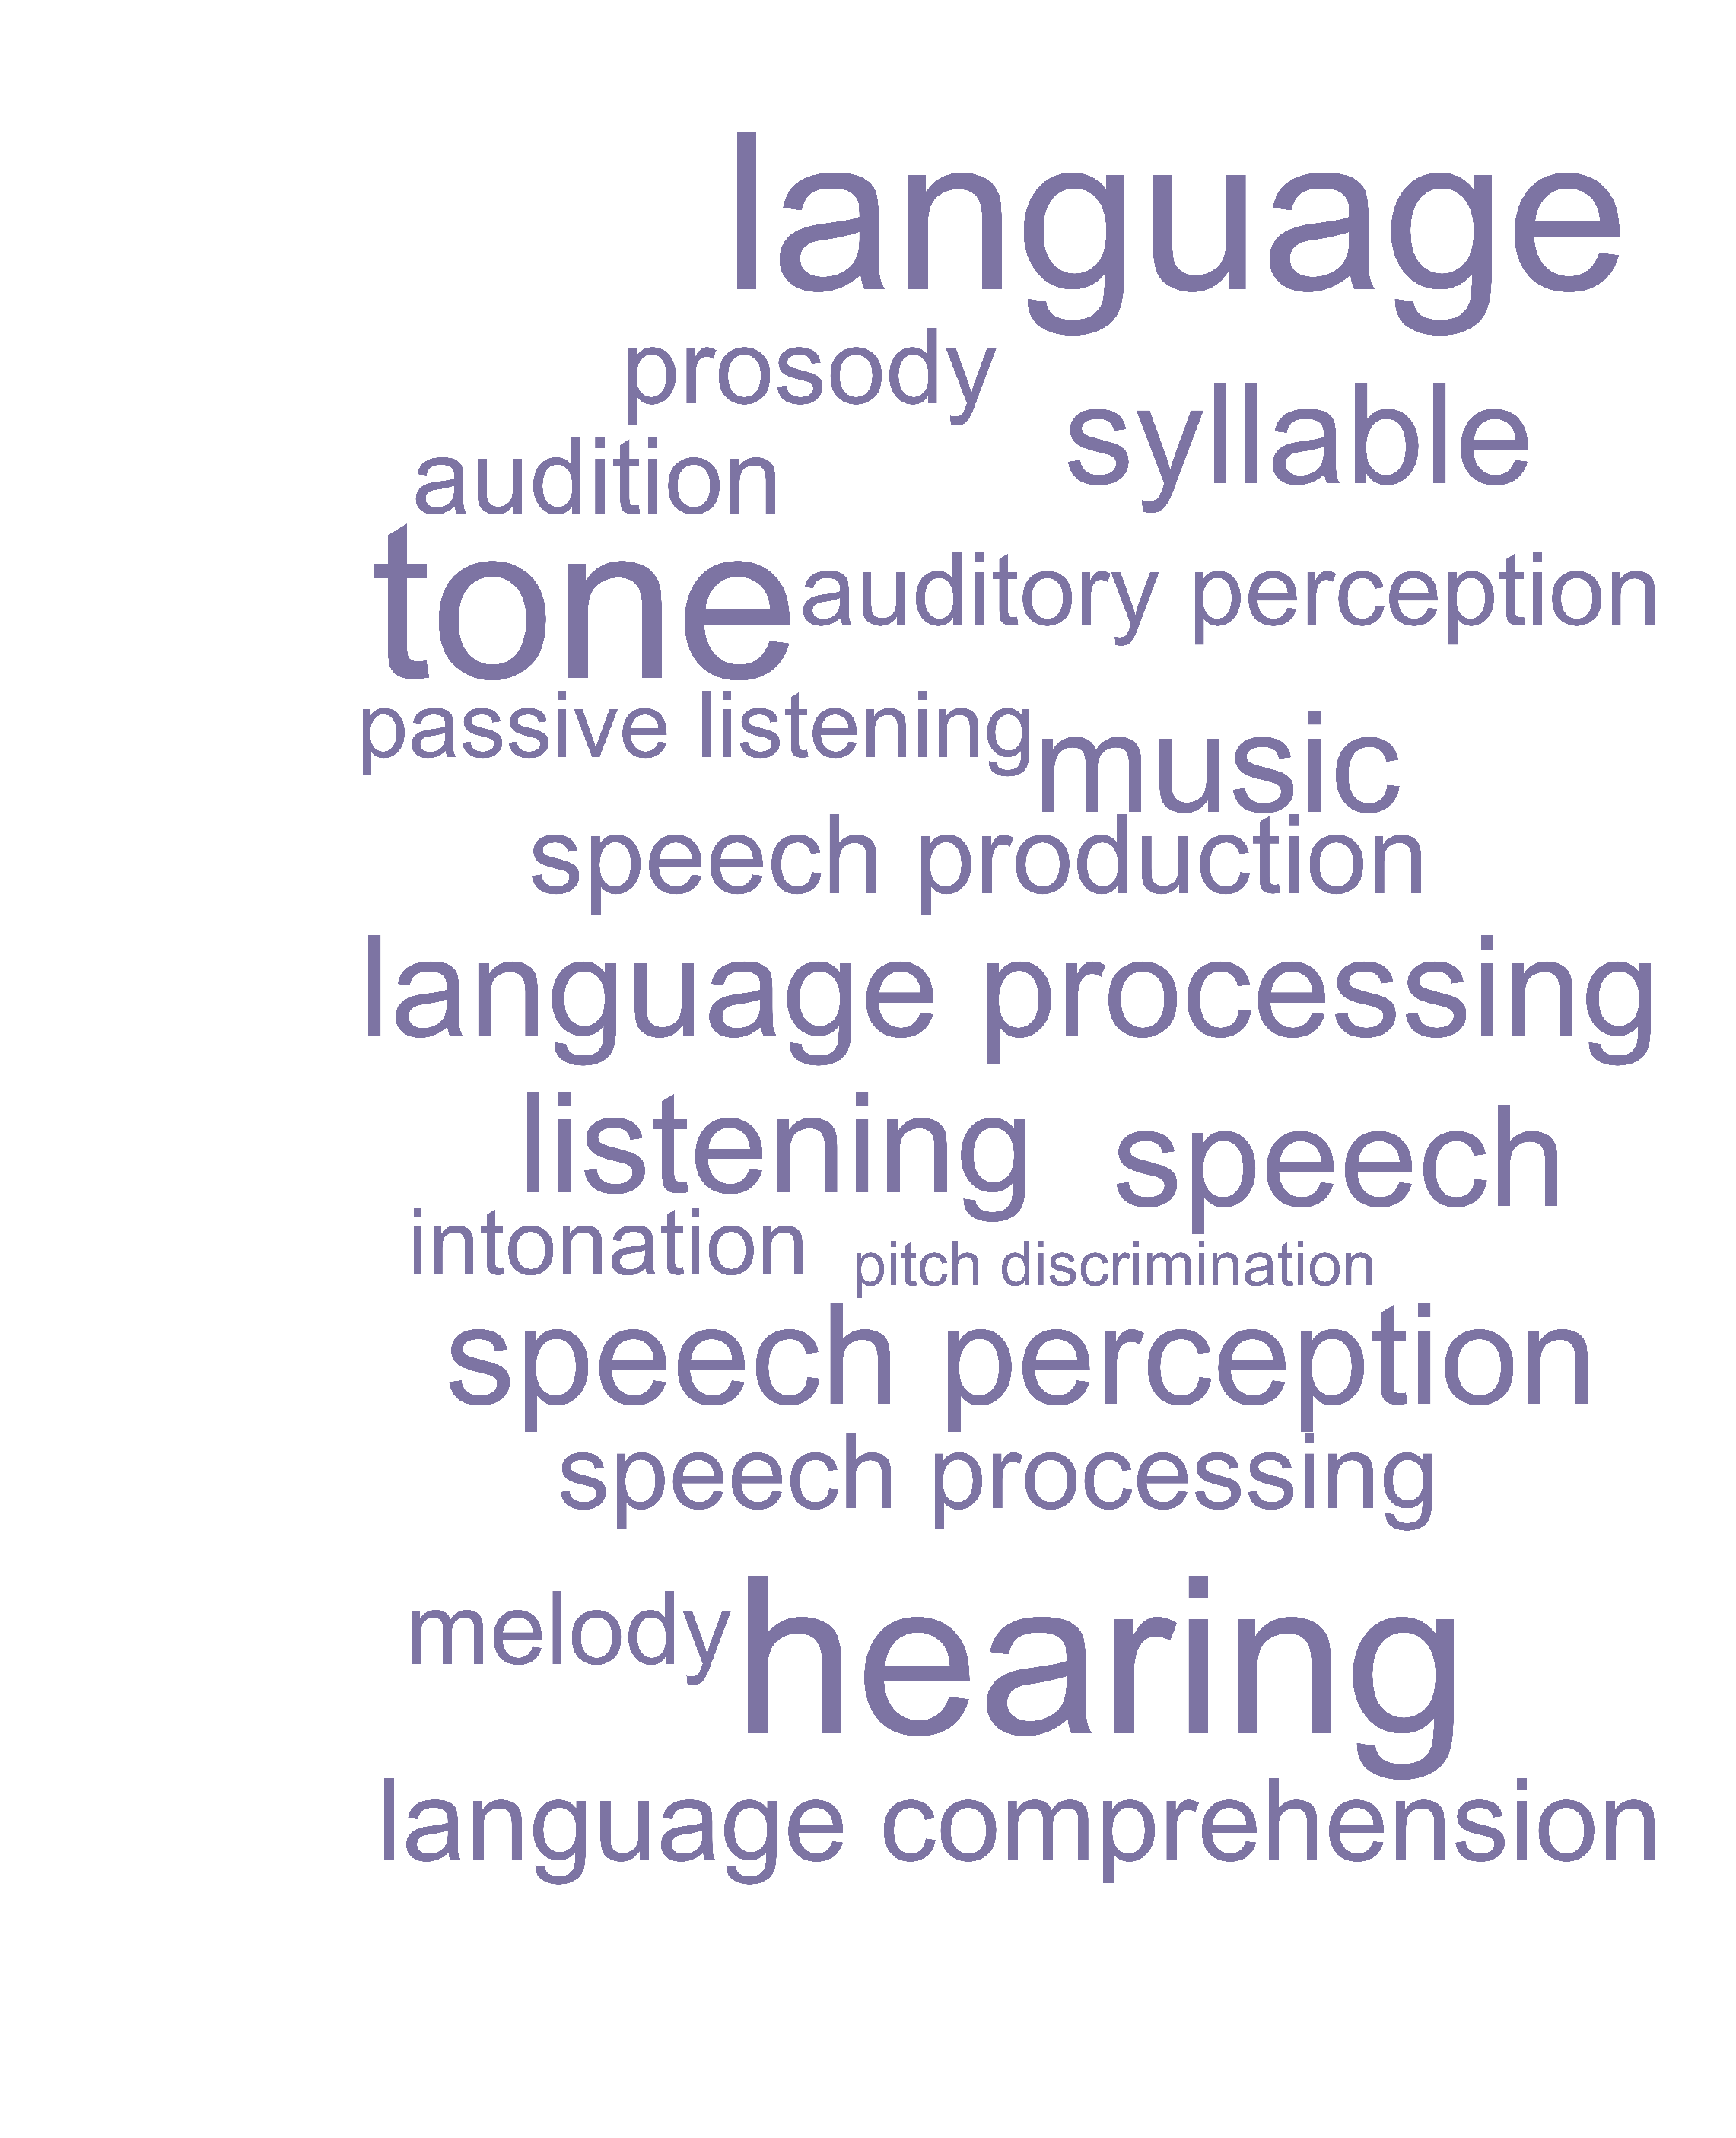 language
prosody
syllable
audition
tone
auditory perception
passive listening
music
speech production
language processing
listening
speech
intonation
pitch discrimination
speech perception
speech processing
melody
hearing
language comprehension